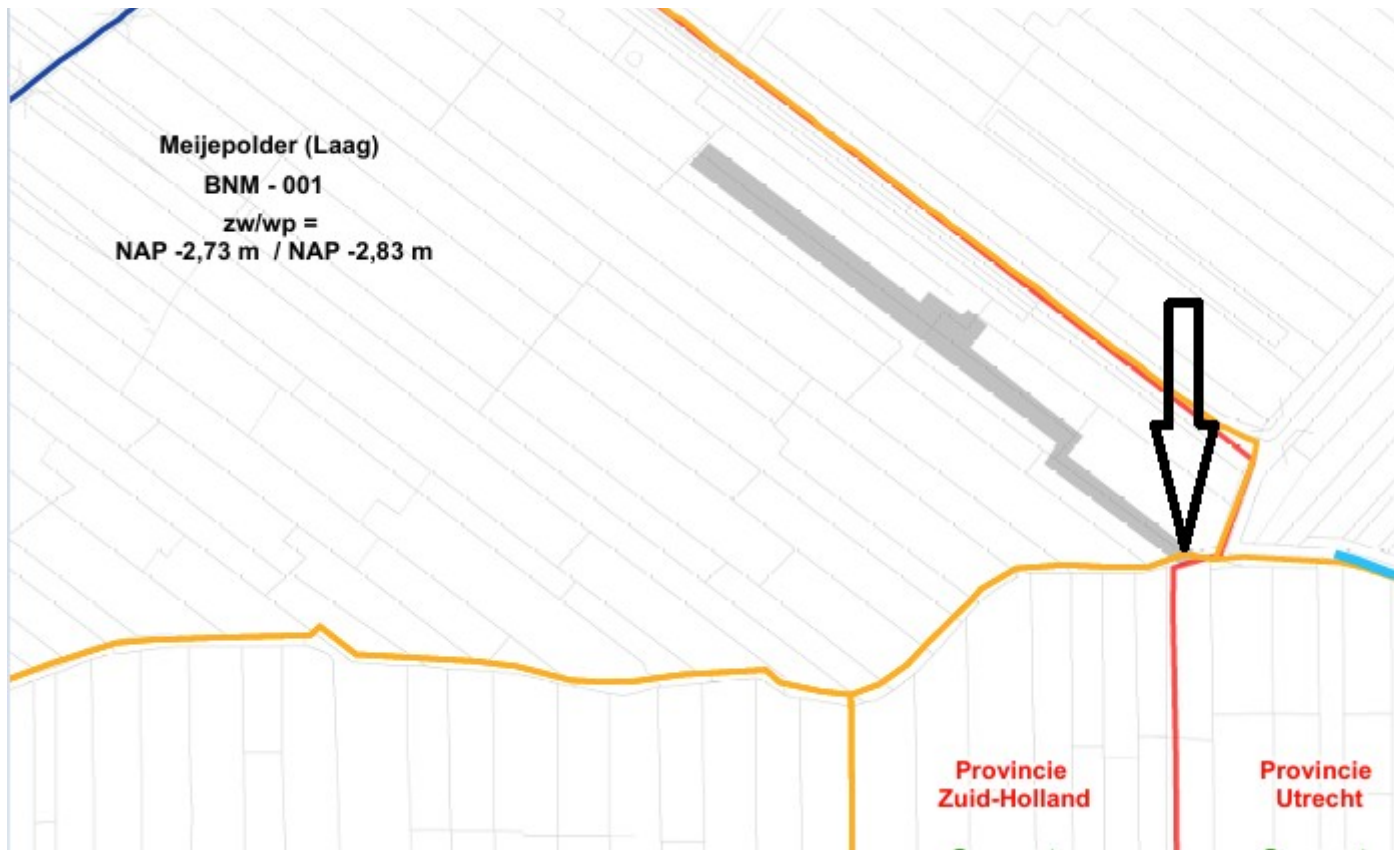 Meijepolder (Laag)
BNM - 001
zw/wp =
NAP -2,73 m / NAP -2,83 m
Provincie
Zuid-Holland
Provincie
Utrecht